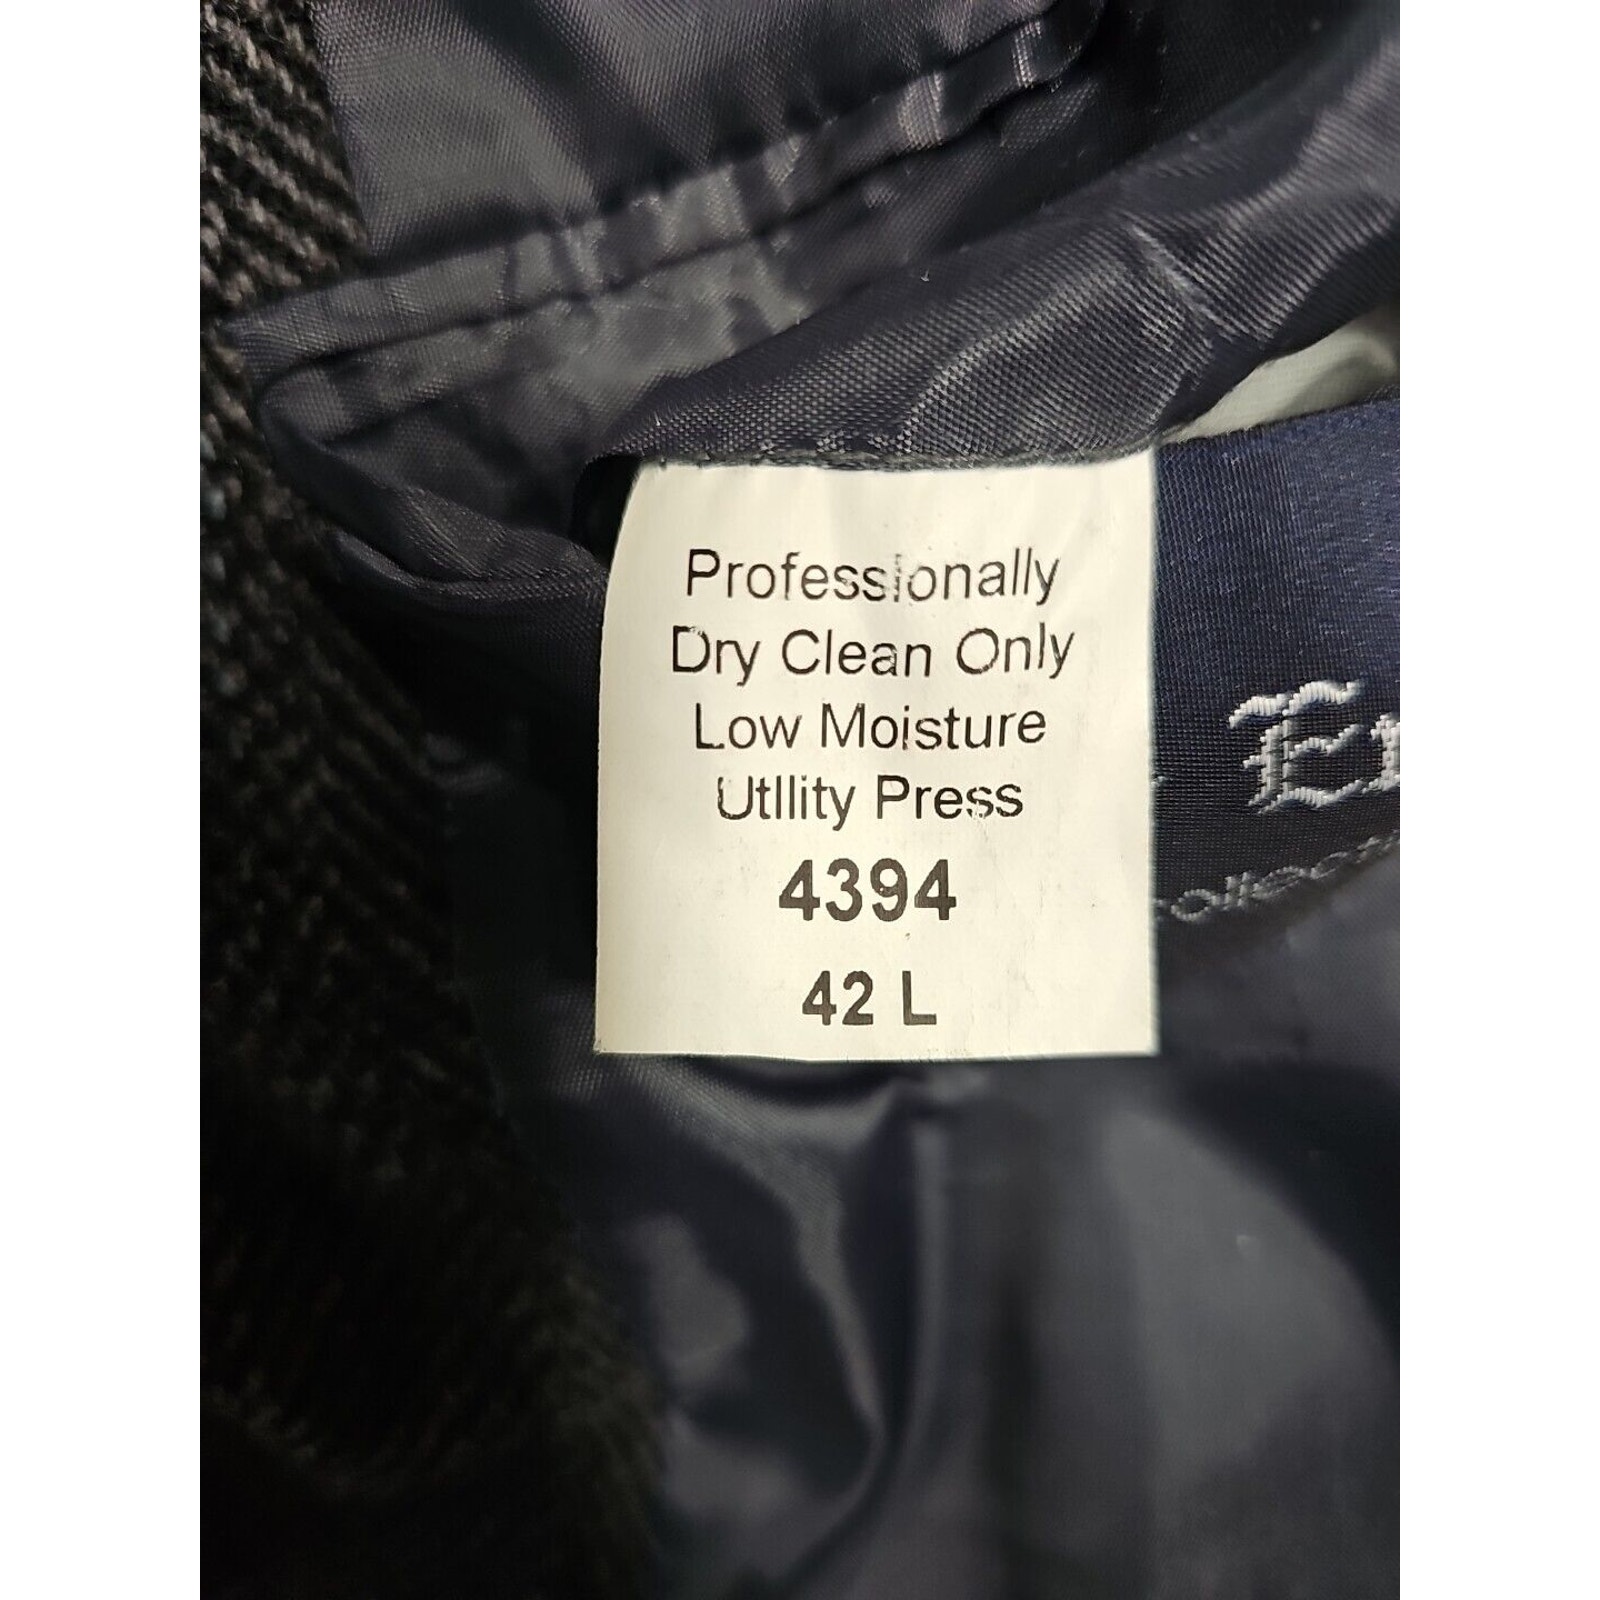 Professionally
Dry Clean Only
Low Moisture
Utility Press
4394
42 L